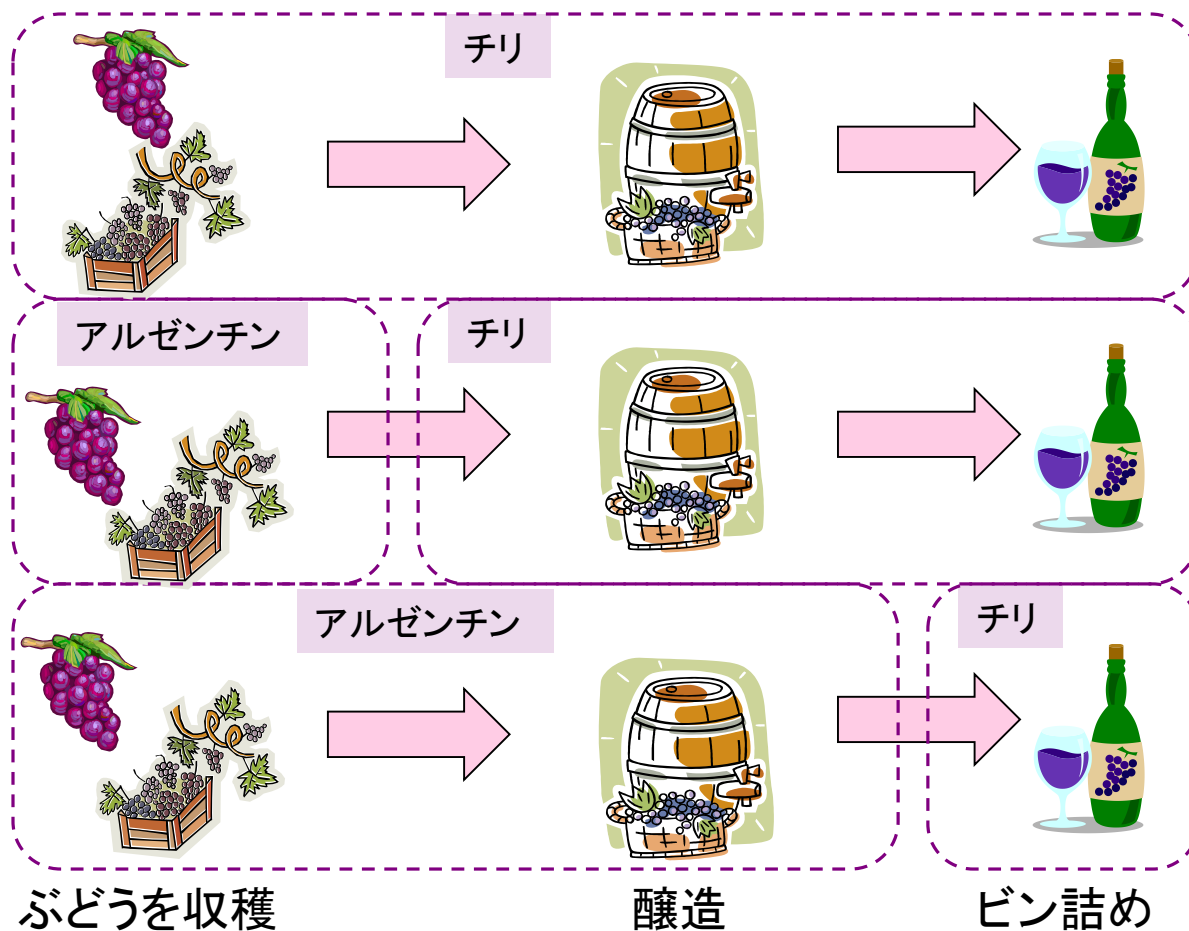 チリ
アルゼンチン
チリ
アルゼンチン
チリ
ぶどうを収穫
醸造
ビン詰め